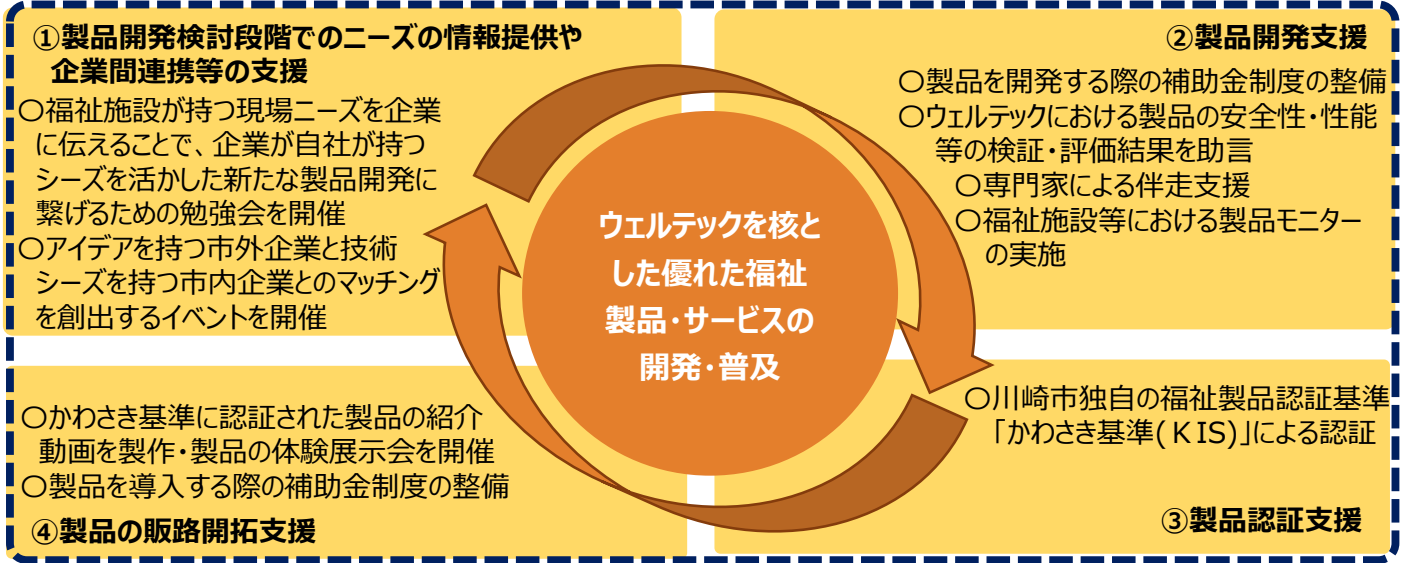 ①製品開発検討段階でのニーズの情報提供や
企業間連携等の支援
○福祉施設が持つ現場ニーズを企業
に伝えることで、企業が自社が持つ
シーズを活かした新たな製品開発に
繋げるための勉強会を開催
○アイデアを持つ市外企業と技術
シーズを持つ市内企業とのマッチング
を創出するイベントを開催
②製品開発支援
○製品を開発する際の補助金制度の整備
○ウェルテックにおける製品の安全性・性能
等の検証・評価結果を助言
○専門家による伴走支援
○福祉施設等における製品モニター
の実施
ウェルテックを核と
した優れた福祉
製品・サービスの
開発・普及
○川崎市独自の福祉製品認証基準
「かわさき基準(ＫIS)」による認証
③製品認証支援
○かわさき基準に認証された製品の紹介
動画を製作・製品の体験展示会を開催
○製品を導入する際の補助金制度の整備
④製品の販路開拓支援